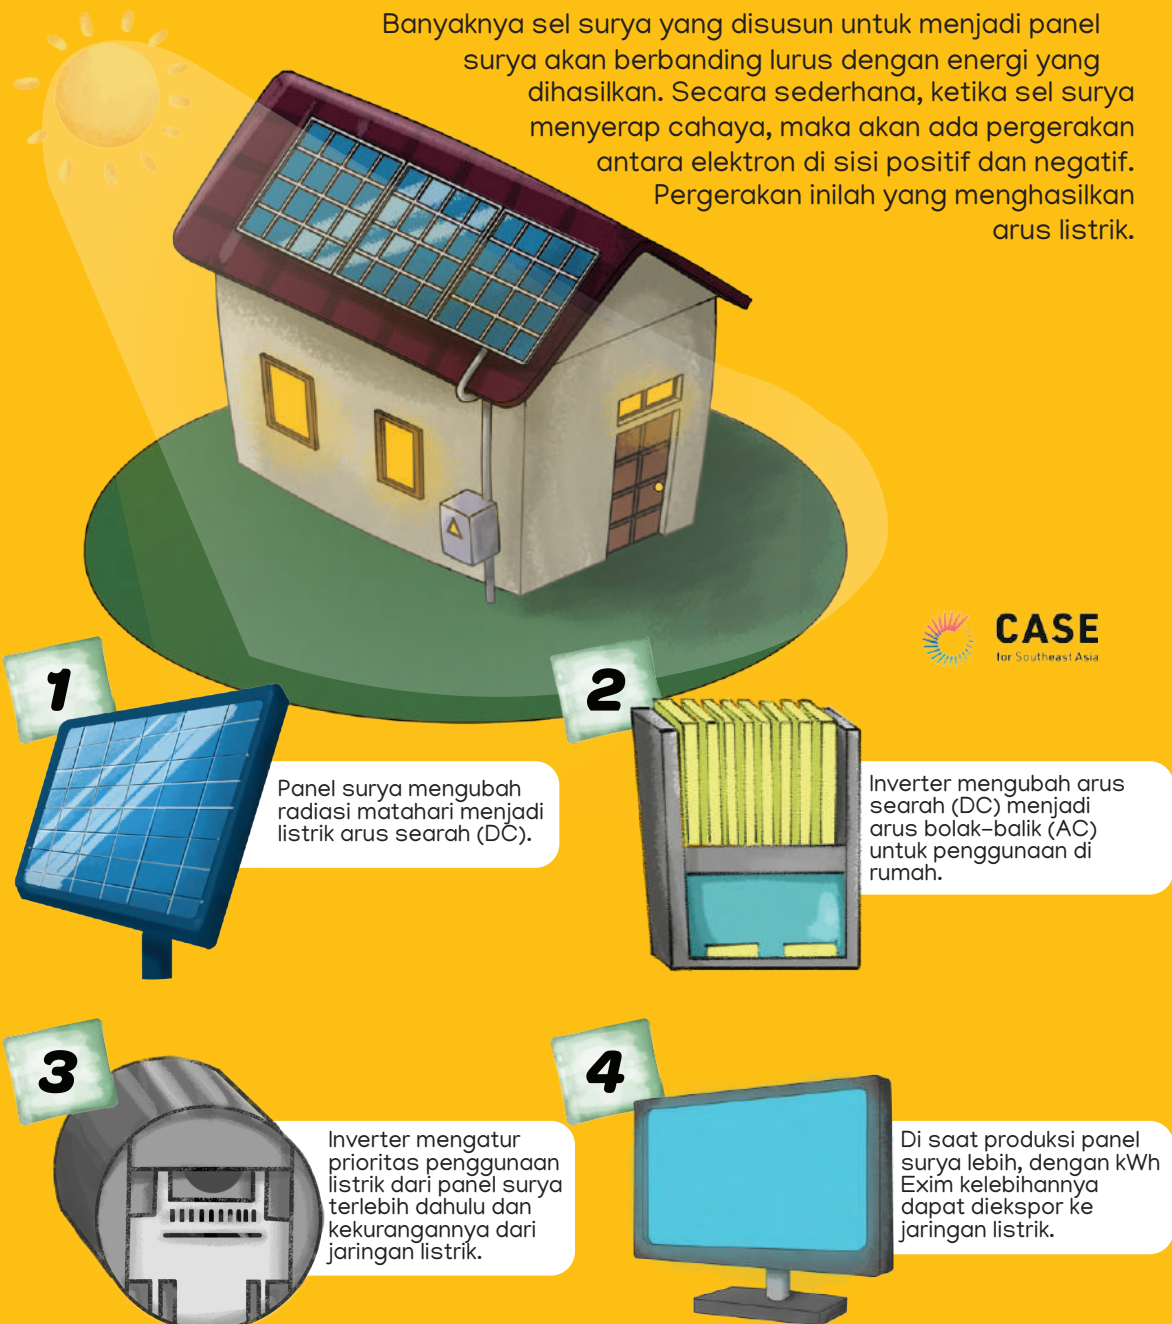 Banyaknya sel surya yang disusun untuk menjadi panel
surya akan berbanding lurus dengan energi yang
dihasilkan. Secara sederhana, ketika sel surya
menyerap cahaya, maka akan ada pergerakan
antara elektron di sisi positif dan negatif.
Pergerakan inilah yang menghasilkan
arus listrik.
CASE
for Southeast Asia
1
Panel surya mengubah
radiasi matahari menjadi
listrik arus searah (DC).
2
Inverter mengubah arus
searah (DC) menjadi
arus bolak-balik (AC)
untuk penggunaan di
rumah.
3
Inverter mengatur
prioritas penggunaan
listrik dari panel surya
terlebih dahulu dan
kekurangannya dari
jaringan listrik.
4
Di saat produksi panel
surya lebih, dengan kWh
Exim kelebihannya
dapat diekspor ke
jaringan listrik.